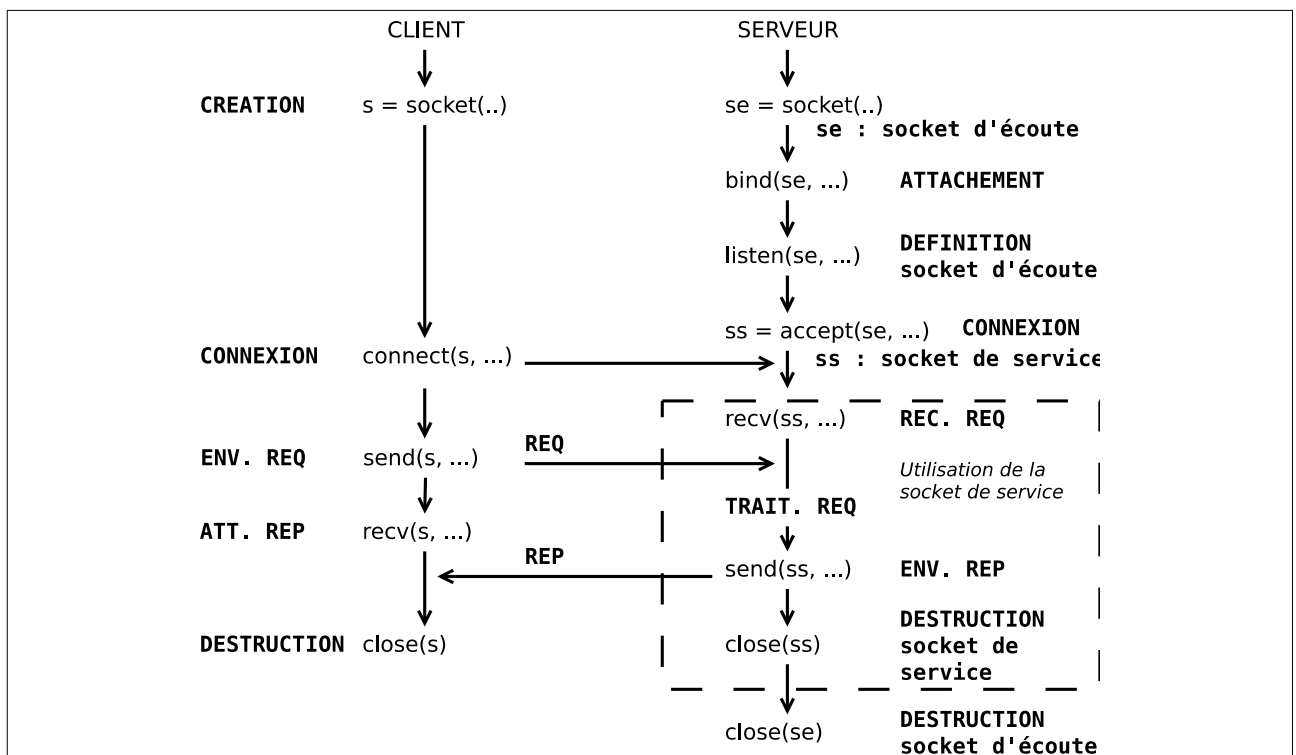 CLIENT SERVEUR
CREATION s = socket(..) se = socket(..)
se : socket d'écoute
bind(se, ...) ATTACHEMENT
DEFINITION
listen(se, ...) socket d'écoute
ss = accept(se, ...) CONNEXION
CONNEXION connect(s, ...) ss : socket de service
recv(ss, ...) REC. REQ
REQ
ENV. REQ send(s, ...) Utilisation de la
socket de service
TRAIT. REQ
ATT. REP recv(s, ...)
REP
send(ss, ...) ENV. REP
DESTRUCTION
DESTRUCTION close(s) close(ss) socket de
service
DESTRUCTION
close(se) socket d'écoute